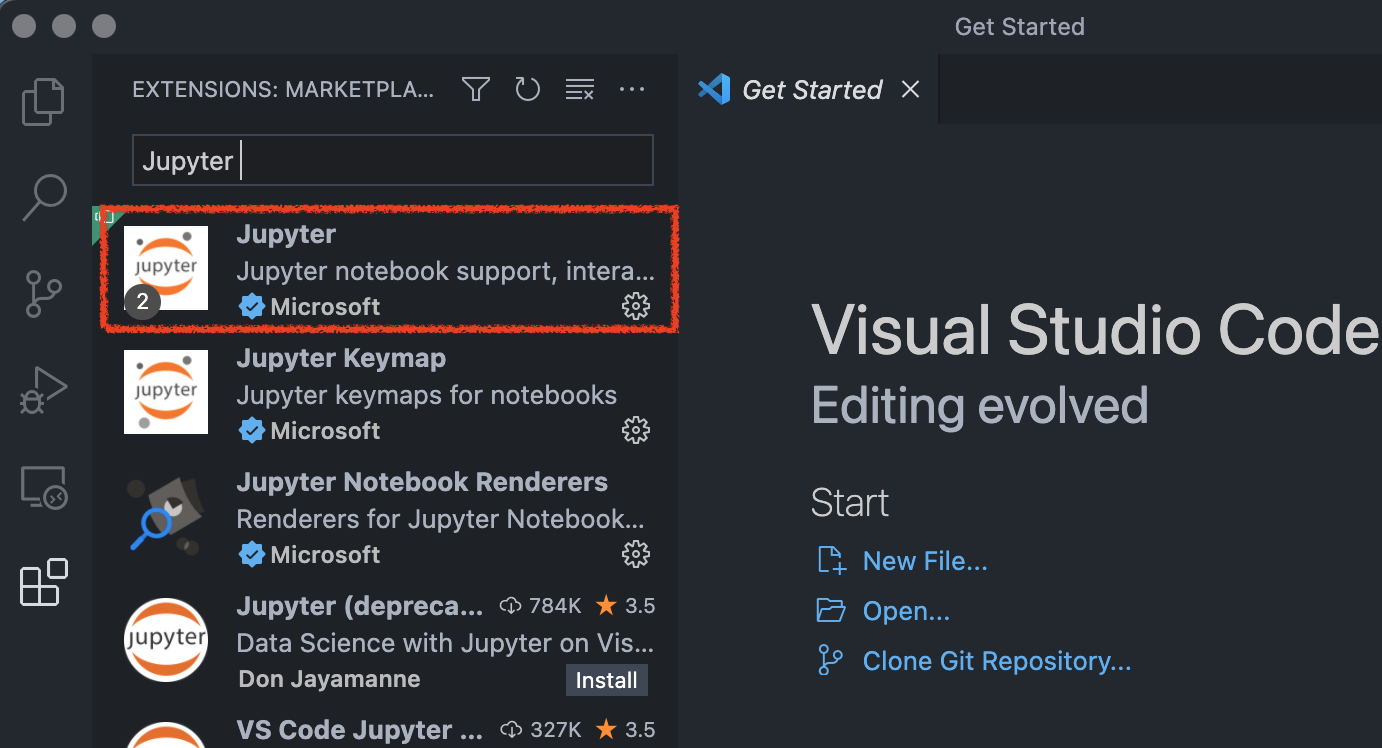 Get Started
EXTENSIONS: MARKETPLA...
Get Started
Jupyter
jupyter
2
Jupyter
Jupyter notebook support, intera...
Microsoft
jupyter
Jupyter Keymap
Jupyter keymaps for notebooks
Microsoft
Jupyter Notebook Renderers
Renderers for Jupyter Notebook...
Microsoft
jupyter
Jupyter (depreca... 784K 3.5
Data Science with Jupyter on Vis...
Don Jayamanne Install
VS Code Jupyter ... 327K 3.5
Visual Studio Code
Editing evolved
Start
New File...
Open...
Clone Git Repository...